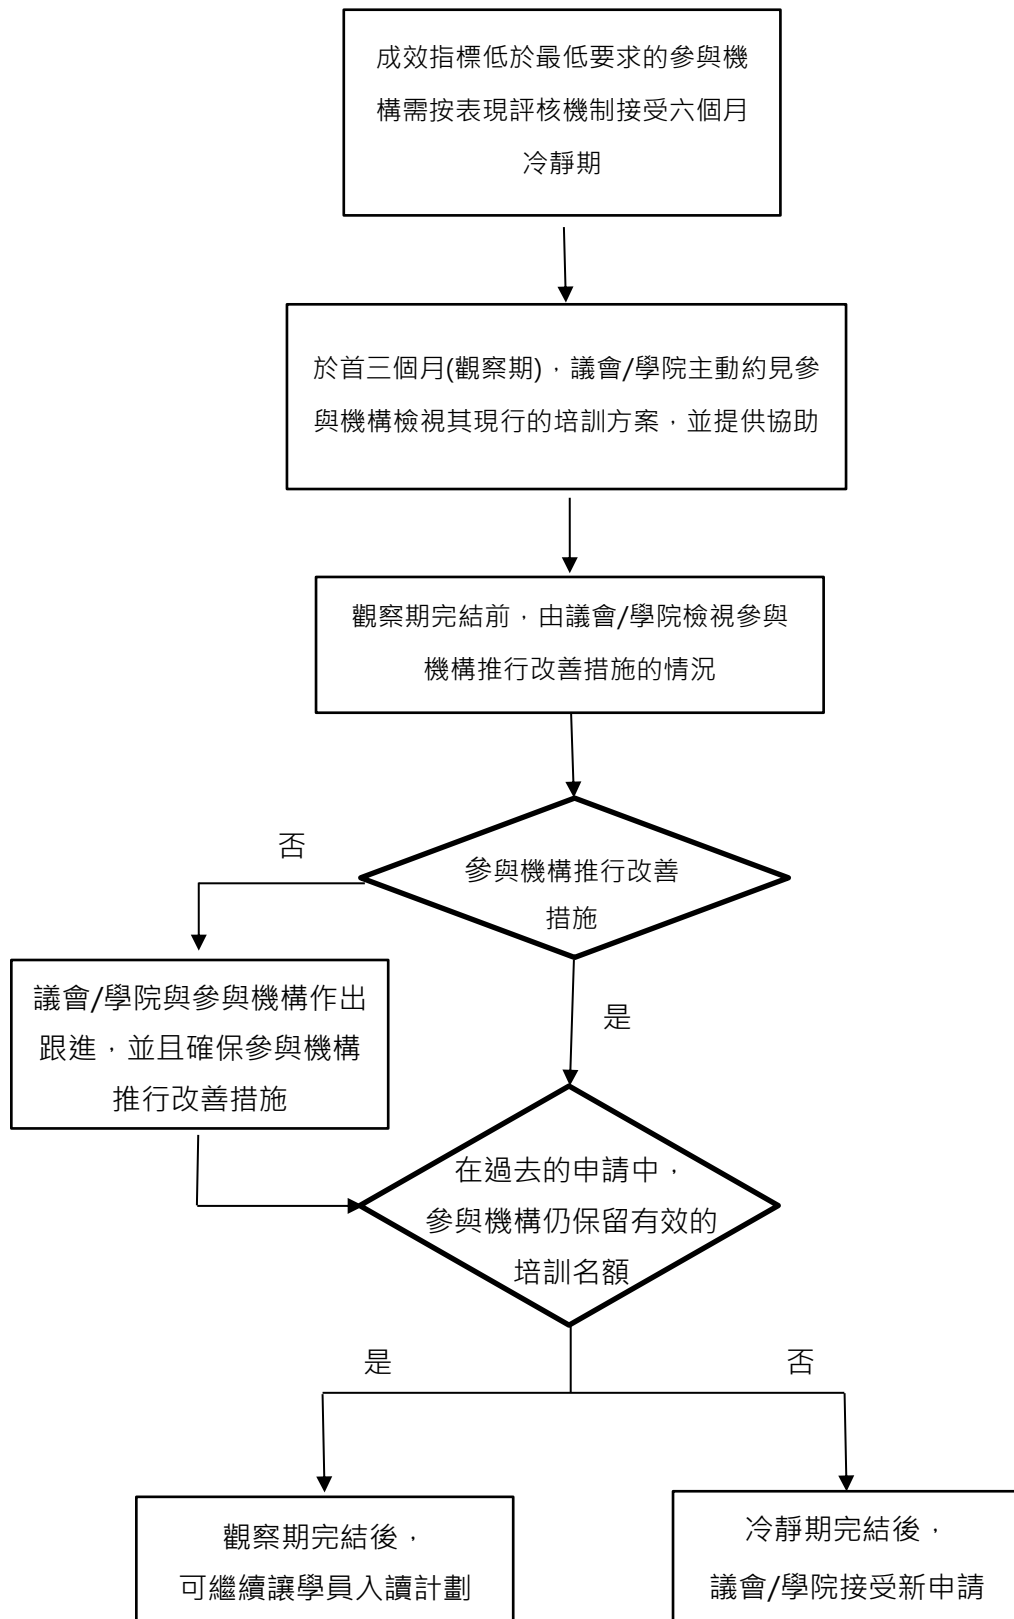 成效指標低於最低要求的參與機
構需按表現評核機制接受六個月
冷靜期
於首三個月(觀察期)，議會/學院主動約見參
與機構檢視其現行的培訓方案，並提供協助
觀察期完結前，由議會/學院檢視參與
機構推行改善措施的情況
參與機構推行改善
措施
否
議會/學院與參與機構作出
跟進，並且確保參與機構
推行改善措施
是
在過去的申請中，
參與機構仍保留有效的
培訓名額
是
否
觀察期完結後，
可繼續讓學員入讀計劃
冷靜期完結後，
議會/學院接受新申請